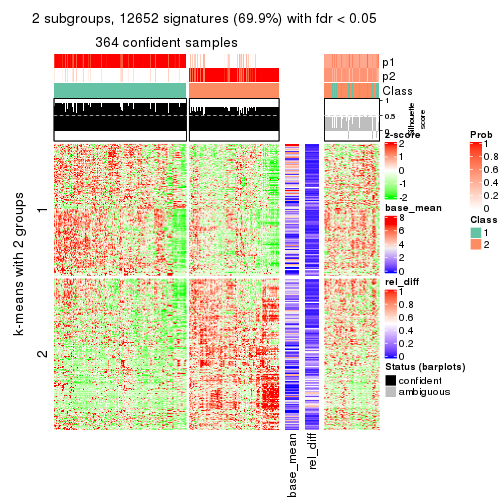 2 subgroups, 12652 signatures (69.9%) with fdr < 0.05
364 confident samples
p1
p2
Class
1
0.5
0
Silhouette
score
k-means with 2 groups
1
2
base_mean
rel_diff
z-score
2
1
0
-1
-2
base_mean
8
6
4
2
0
rel_diff
1
0.8
0.6
0.4
0.2
0
Status (barplots)
confident
ambiguous
Prob
1
0.8
0.6
0.4
0.2
0
Class
1
2